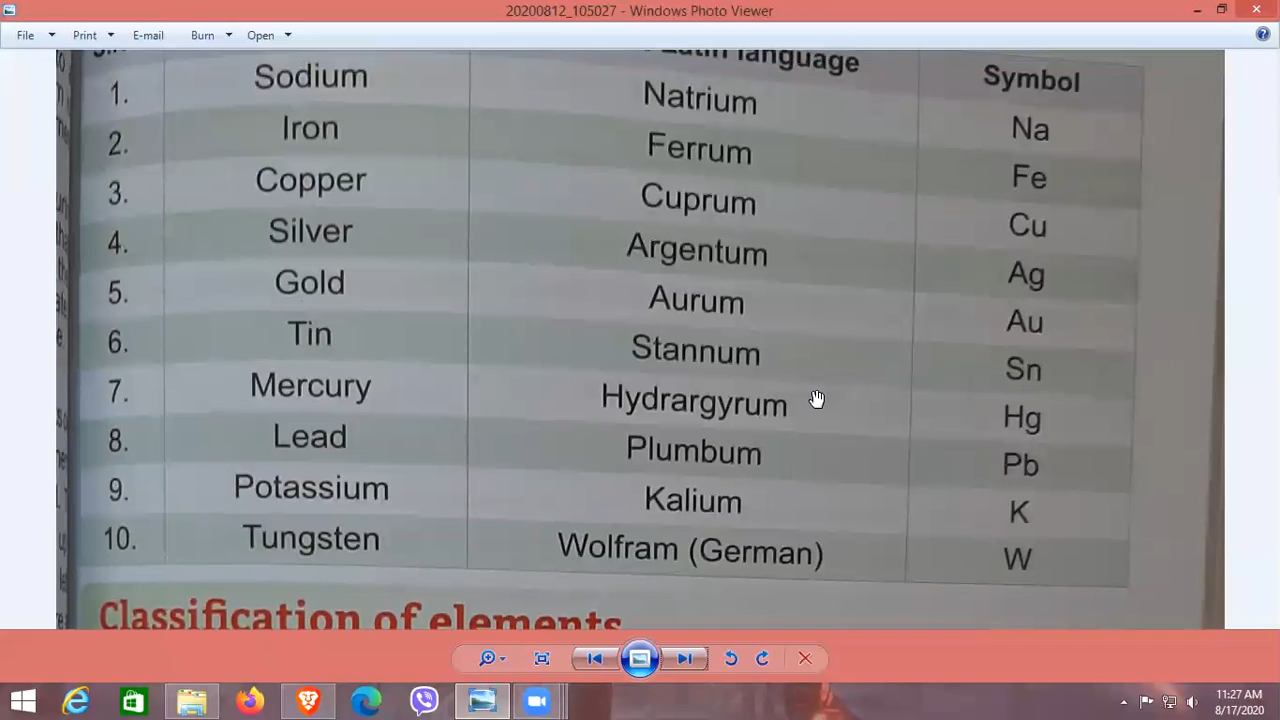 20200812_105027 - Windows Photo Viewer
File Print E-mail Burn Open
Latin language Symbol
1. Sodium Natrium Na
2. Iron Ferrum Fe
3. Copper Cuprum Cu
4. Silver Argentum Ag
5. Gold Aurum Au
6. Tin Stannum Sn
7. Mercury Hydrargyrum Hg
8. Lead Plumbum Pb
9. Potassium Kalium K
10. Tungsten Wolfram (German) W
Classification of elements
11:27 AM
8/17/2020